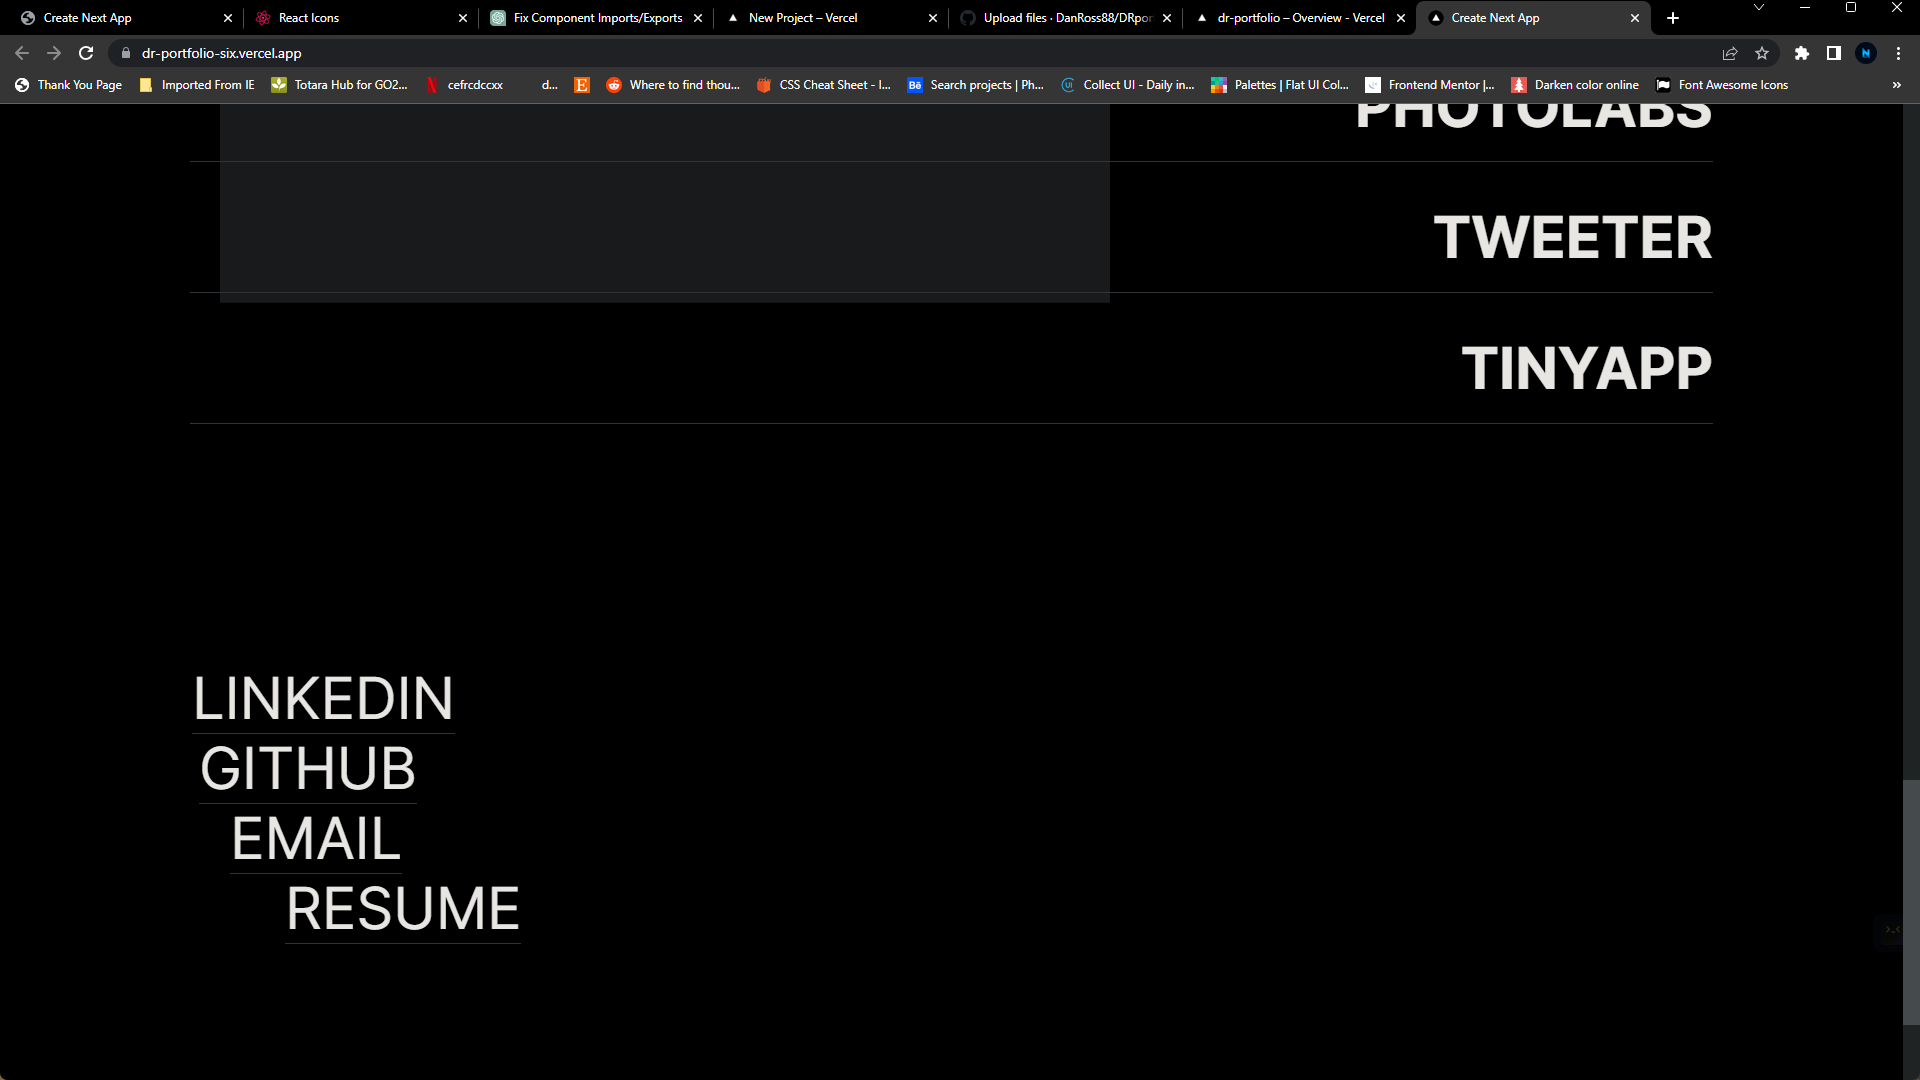 Create Next App
React Icons
Fix Component Imports/Exports
New Project – Vercel
Upload files · DanRoss88/DRpor
dr-portfolio – Overview - Vercel
Create Next App
dr-portfolio-six.vercel.app
Thank You Page
Imported From IE
Totara Hub for GO2...
cefrcdccxx
d...
Where to find thou...
CSS Cheat Sheet - I...
Bē
Search projects | Ph...
UI
Collect UI - Daily in...
Palettes | Flat UI Col...
Frontend Mentor |...
Darken color online
Font Awesome Icons
»
PHOTOLABS
TWEETER
TINYAPP
LINKEDIN
GITHUB
EMAIL
RESUME